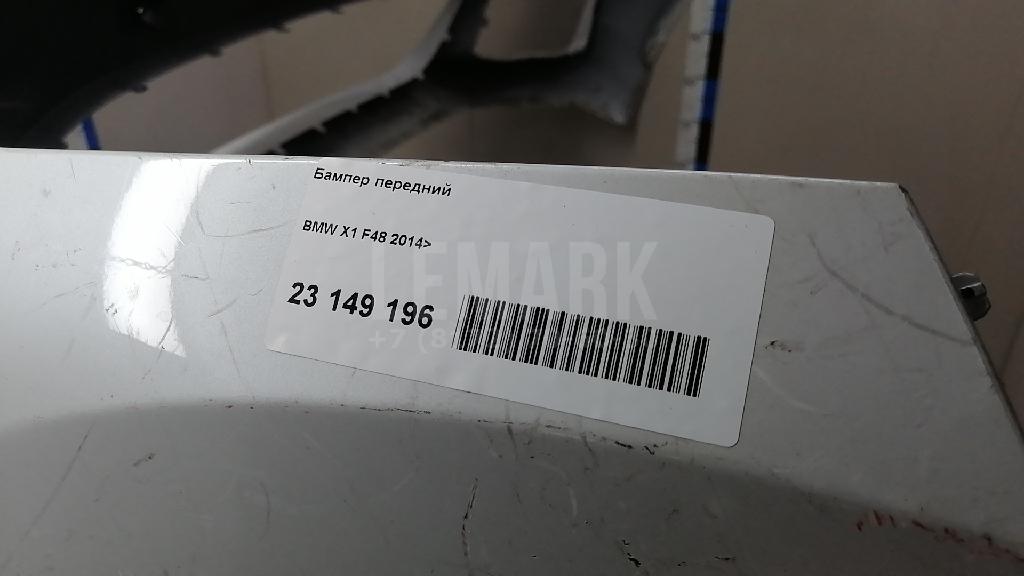 Бампер передний
BMW X1 F48 2014>
LEMARK
23 149 196